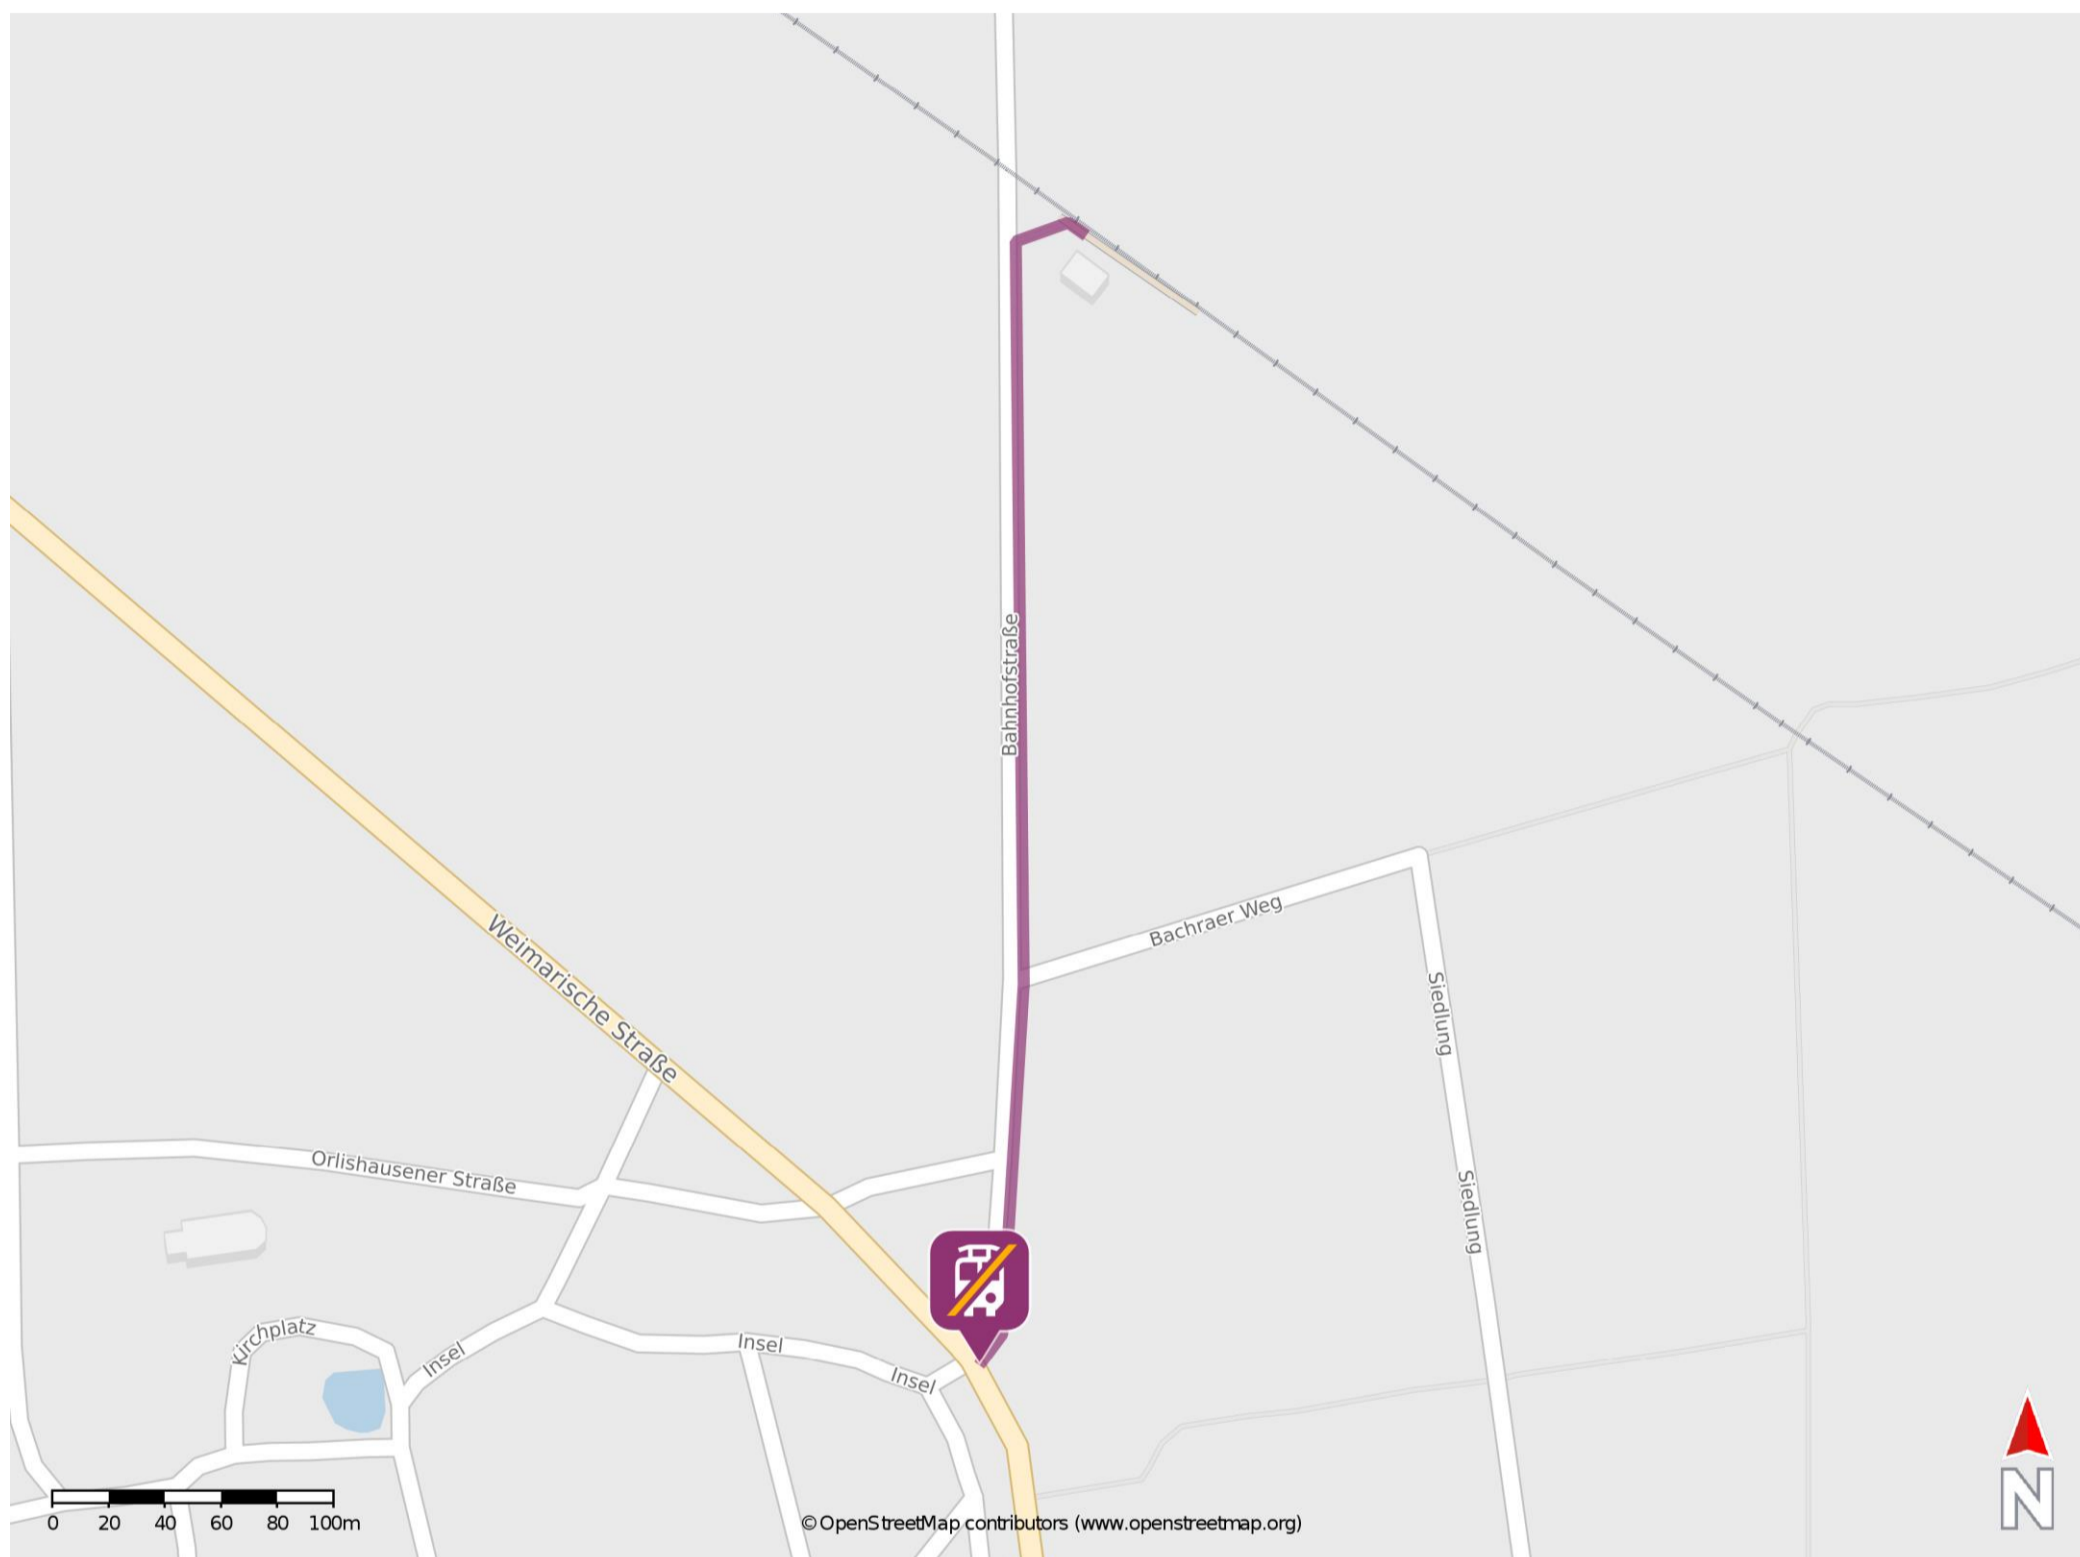 Bahnhofstraße
Bachraer Weg
Weimarische Straße
Siedlung
Orlishausener Straße
Siedlung
Kirchplatz
Insel
Insel
Insel
0 20 40 60 80 100m
©OpenStreetMap contributors (www.openstreetmap.org)
N